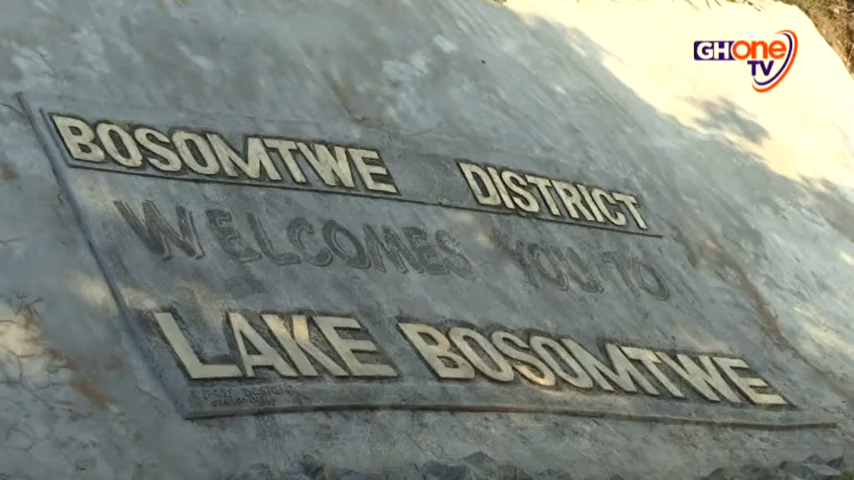 GHOne
TV
BOSOMTWE DISTRICT
WELCOMES YOU TO
LAKE BOSOMTWE